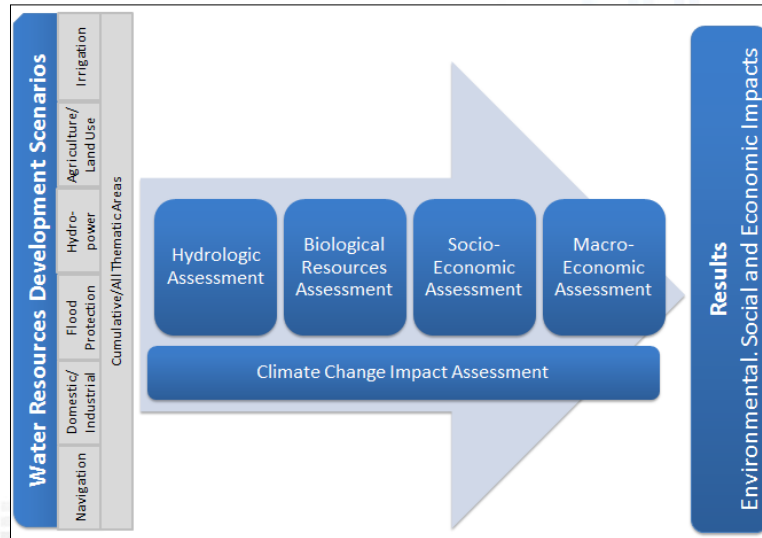 Water Resources Development Scenarios
Irrigation
Agriculture/
Land Use
Hydro-
power
Flood
Protection
Domestic/
Industrial
Navigation
Cumulative/All Thematic Areas
Hydrologic
Assessment
Biological
Resources
Assessment
Socio-
Economic
Assessment
Macro-
Economic
Assessment
Climate Change Impact Assessment
Results
Environmental. Social and Economic Impacts